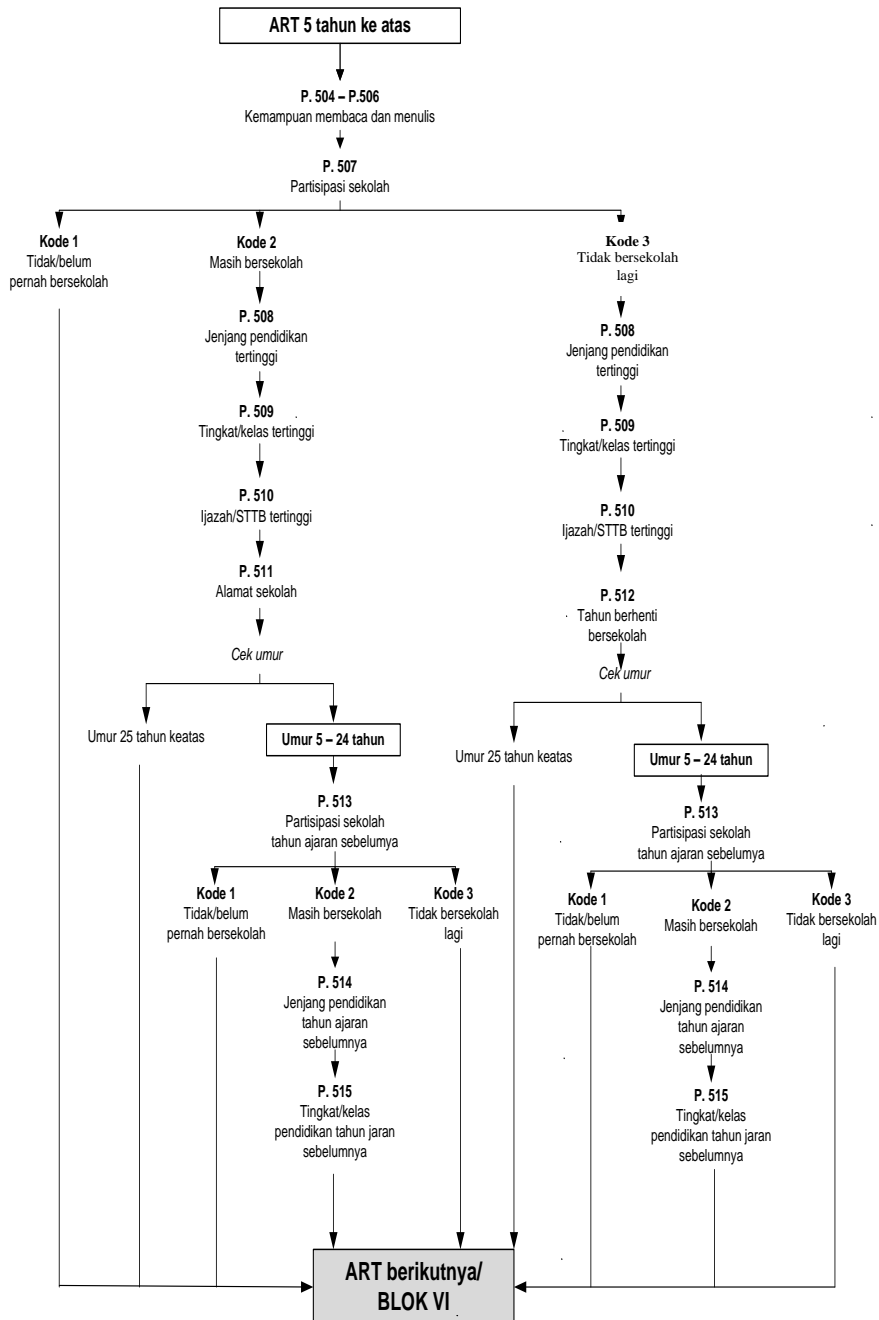 ART 5 tahun ke atas
P. 504 – P.506
Kemampuan membaca dan menulis
P. 507
Partisipasi sekolah
Kode 1
Tidak/belum
pernah bersekolah
Kode 2
Masih bersekolah
Kode 3
Tidak bersekolah
lagi
P. 508
Jenjang pendidikan
tertinggi
P. 509
Tingkat/kelas tertinggi
P. 510
Ijazah/STTB tertinggi
P. 511
Alamat sekolah
Cek umur
Umur 25 tahun keatas
Umur 5 – 24 tahun
P. 513
Partisipasi sekolah
tahun ajaran sebelumya
Kode 1
Tidak/belum
pernah bersekolah
Kode 2
Masih bersekolah
Kode 3
Tidak bersekolah
lagi
P. 514
Jenjang pendidikan
tahun ajaran
sebelumnya
P. 515
Tingkat/kelas
pendidikan tahun jaran
sebelumnya
P. 508
Jenjang pendidikan
tertinggi
P. 509
Tingkat/kelas tertinggi
P. 510
Ijazah/STTB tertinggi
P. 512
Tahun berhenti
bersekolah
Cek umur
Umur 25 tahun keatas
Umur 5 – 24 tahun
P. 513
Partisipasi sekolah
tahun ajaran sebelumya
Kode 1
Tidak/belum
pernah bersekolah
Kode 2
Masih bersekolah
Kode 3
Tidak bersekolah
lagi
P. 514
Jenjang pendidikan
tahun ajaran
sebelumnya
P. 515
Tingkat/kelas
pendidikan tahun jaran
sebelumnya
ART berikutnya/
BLOK VI